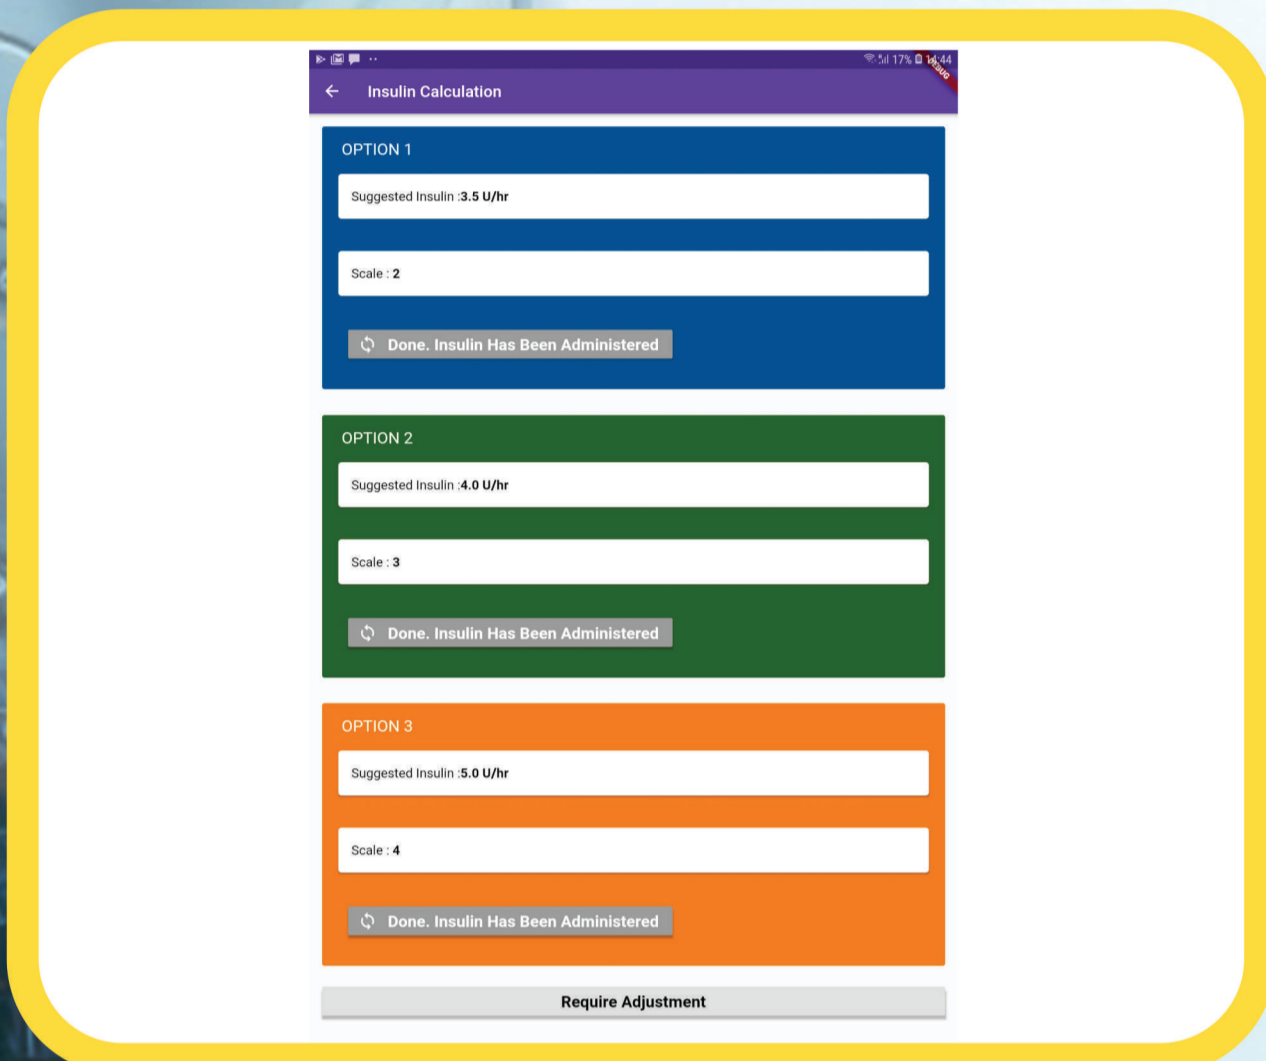 17% 14:44
DEBUG
Insulin Calculation
OPTION 1
Suggested Insulin :3.5 U/hr
Scale : 2
Done. Insulin Has Been Administered
OPTION 2
Suggested Insulin :4.0 U/hr
Scale : 3
Done. Insulin Has Been Administered
OPTION 3
Suggested Insulin :5.0 U/hr
Scale : 4
Done. Insulin Has Been Administered
Require Adjustment